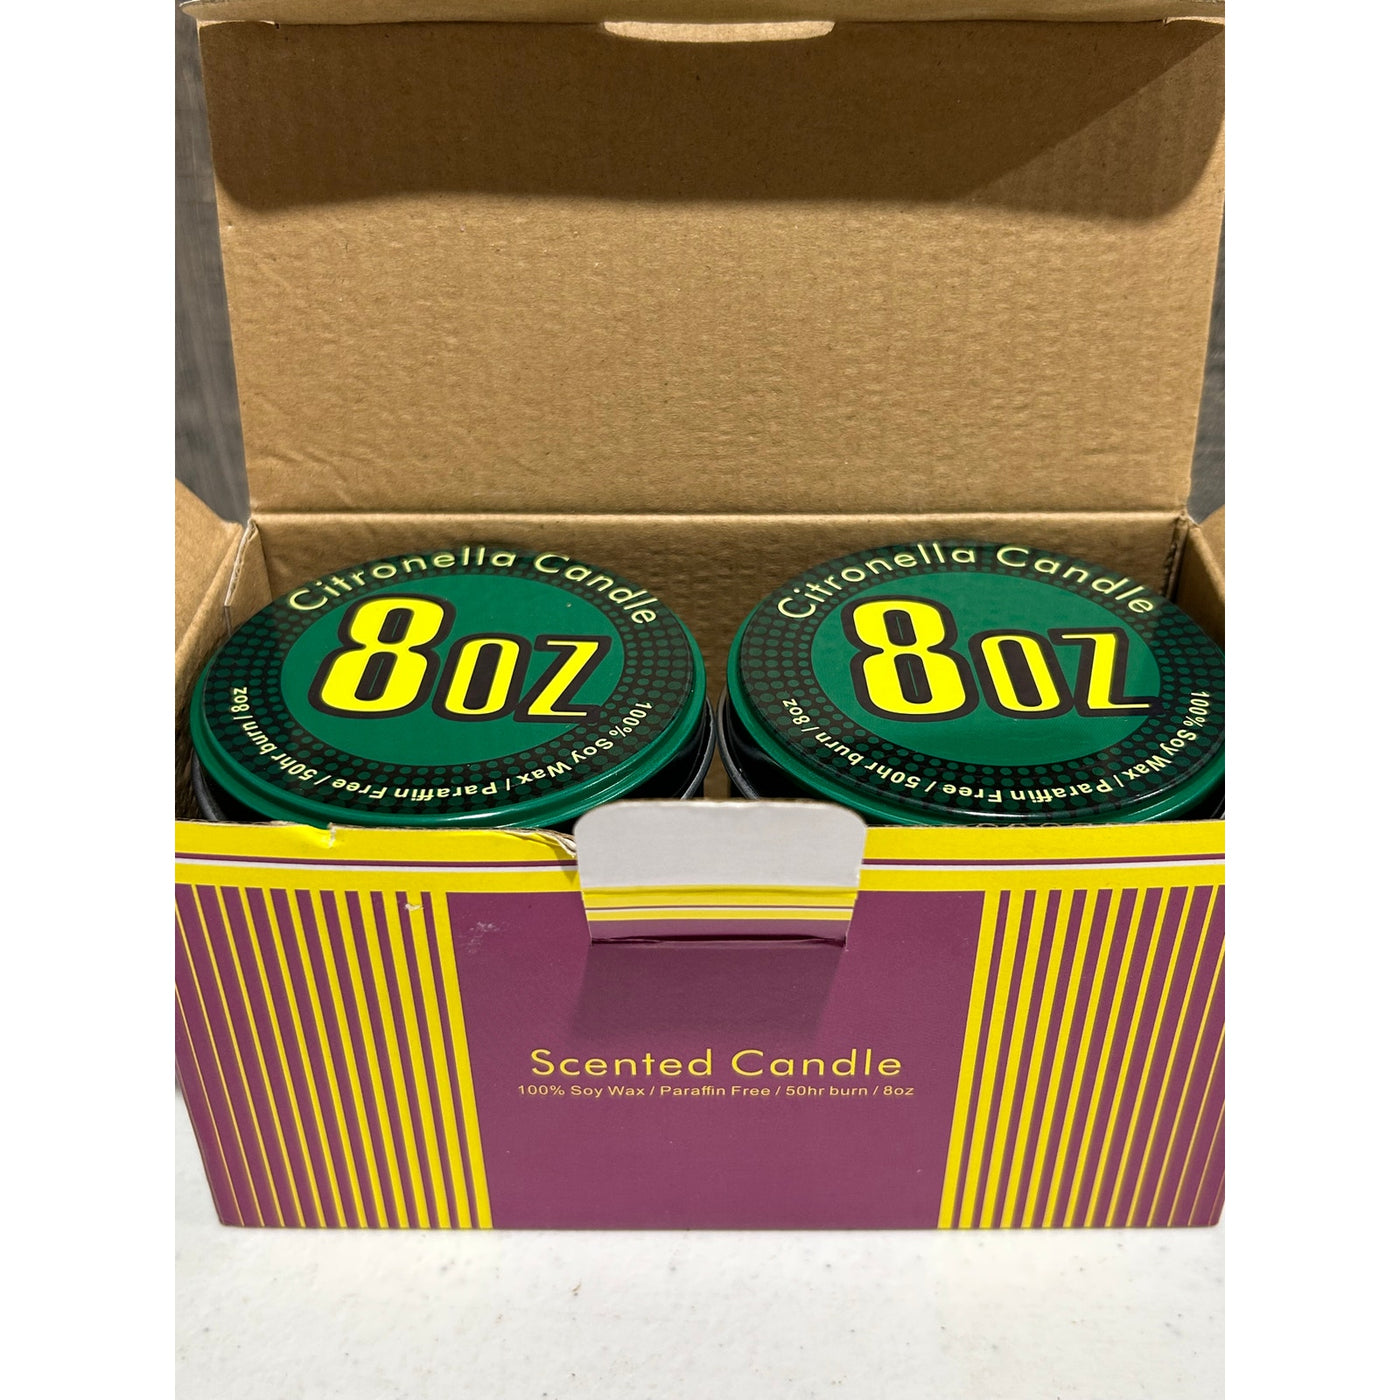 Citronella Candle
8oz
100% Soy Wax / Paraffin Free / 50hr burn / 8oz
Citronella Candle
8oz
100% Soy Wax / Paraffin Free / 50hr burn / 8oz
Scented Candle
100% Soy Wax / Paraffin Free / 50hr burn / 8oz